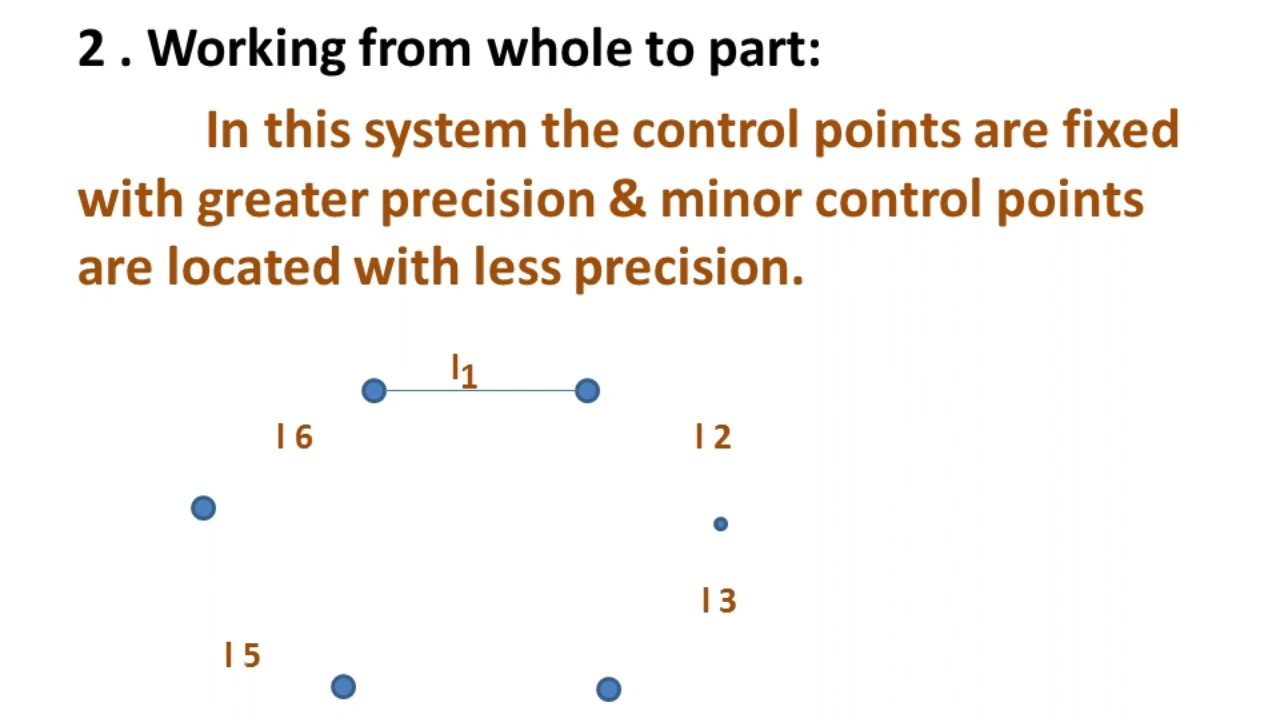 2 . Working from whole to part:
In this system the control points are fixed
with greater precision & minor control points
are located with less precision.
l1
l 6
l 2
l 3
l 5